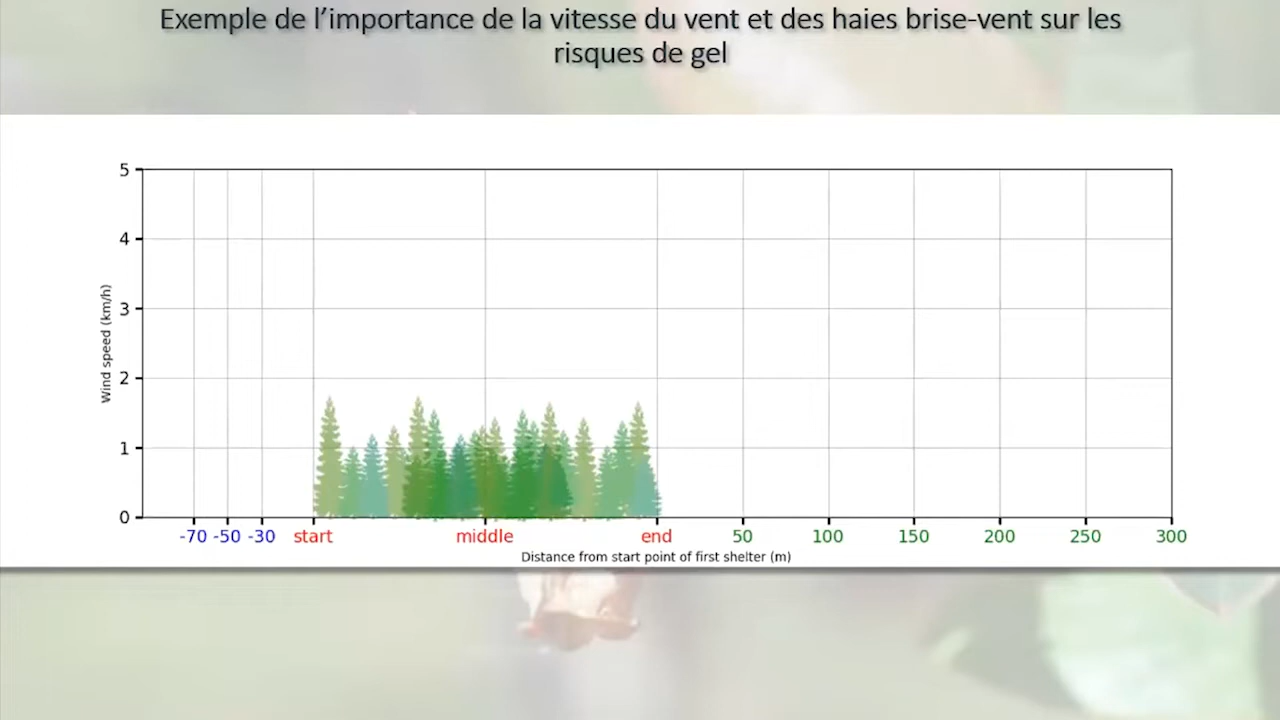 Exemple de l’importance de la vitesse du vent et des haies brise-vent sur les
risques de gel
5
4
3
2
1
0
Wind speed (km/h)
-70 -50 -30 start middle end 50 100 150 200 250 300
Distance from start point of first shelter (m)